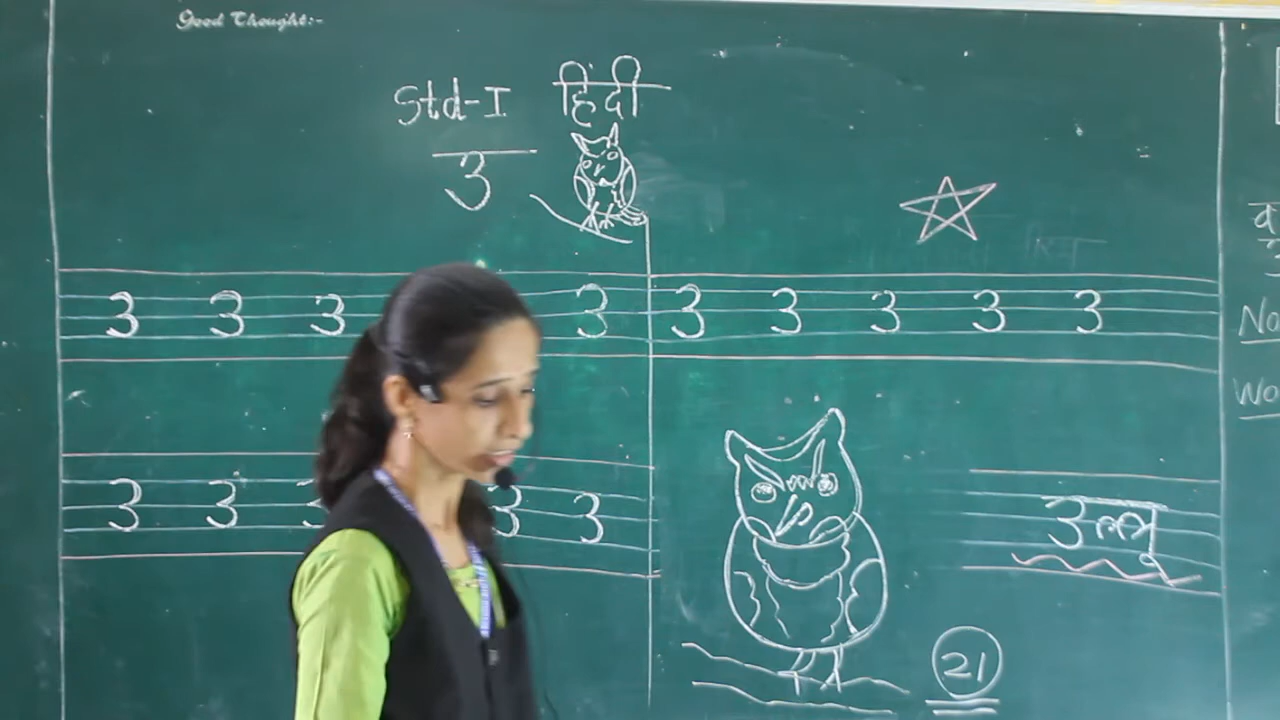 Good Thought:-
Std-I हिंदी
उ
उ उ उ उ उ उ उ उ उ
उ उ उ उ उ
उल्लू
21